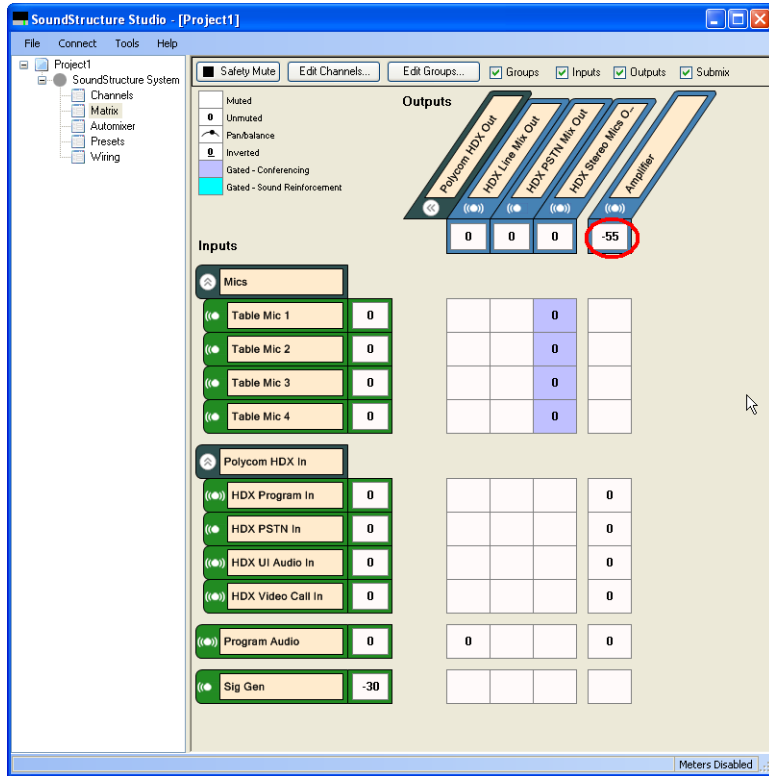 SoundStructure Studio - [Project1]
File Connect Tools Help
Project1
SoundStructure System
Channels
Matrix
Automixer
Presets
Wiring
Safety Mute Edit Channels... Edit Groups... Groups Inputs Outputs Submix
Muted
0 Unmuted
Pan/balance
0 Inverted
Gated - Conferencing
Gated - Sound Reinforcement
Outputs
Polycom HDX Out
HDX Line Mix Out
HDX PSTN Mix Out
HDX Stereo Mics O...
Amplifier
0 0 0 -55
Inputs
Mics
Table Mic 1 0 0
Table Mic 2 0 0
Table Mic 3 0 0
Table Mic 4 0 0
Polycom HDX In
HDX Program In 0 0
HDX PSTN In 0 0
HDX UI Audio In 0 0
HDX Video Call In 0 0
Program Audio 0 0 0
Sig Gen -30
Meters Disabled